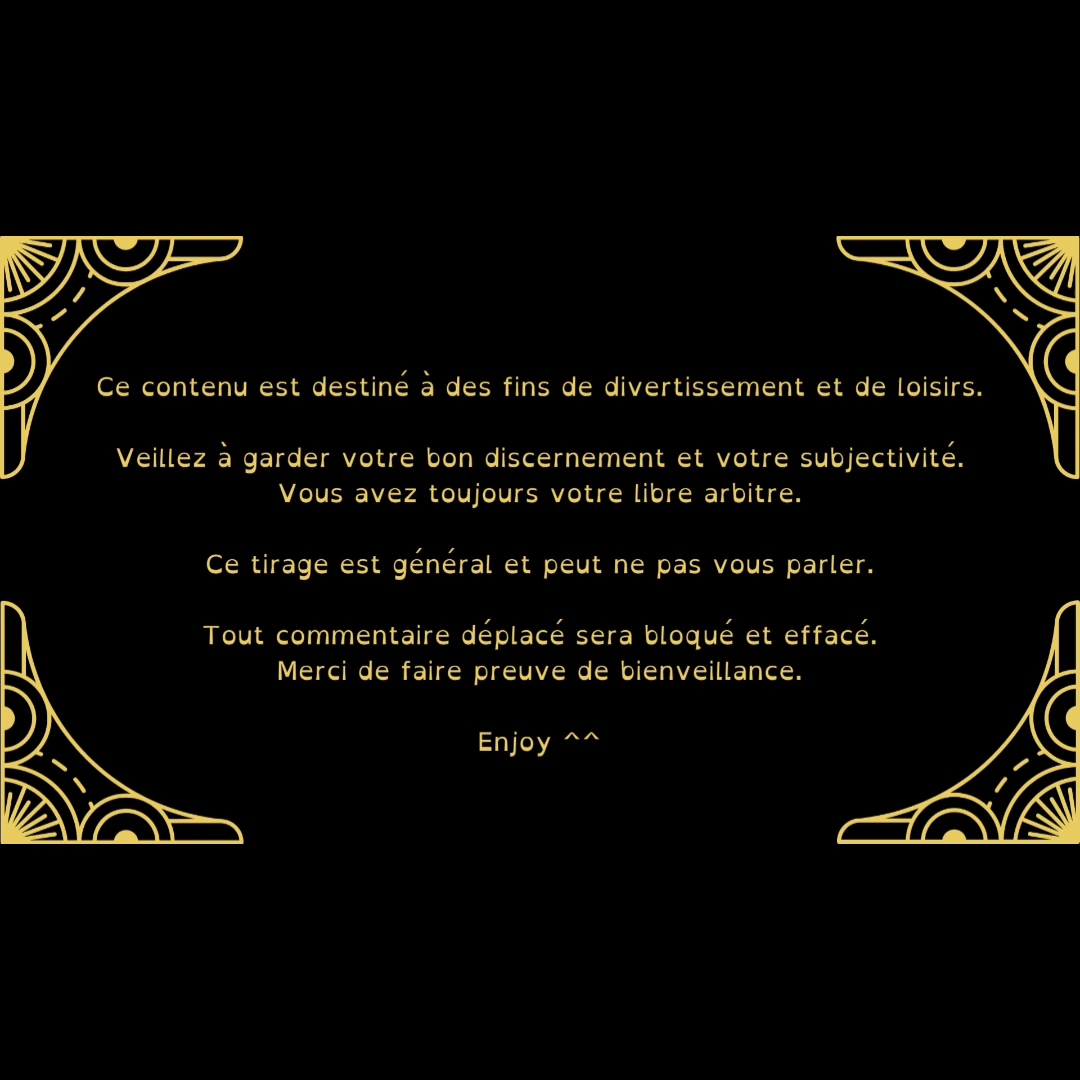 Ce contenu est destiné à des fins de divertissement et de loisirs.
Veillez à garder votre bon discernement et votre subjectivité.
Vous avez toujours votre libre arbitre.
Ce tirage est général et peut ne pas vous parler.
Tout commentaire déplacé sera bloqué et effacé.
Merci de faire preuve de bienveillance.
Enjoy ^^